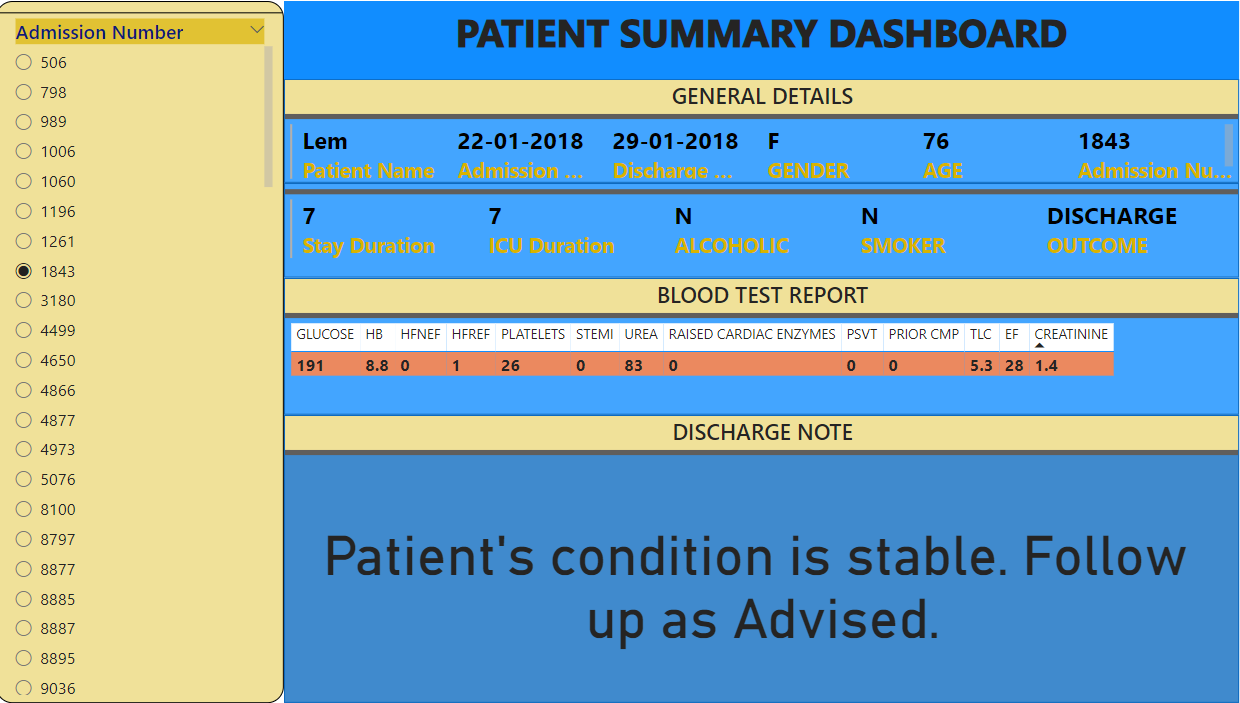 Admission Number
506
798
989
1006
1060
1196
1261
1843
3180
4499
4650
4866
4877
4973
5076
8100
8797
8877
8885
8887
8895
9036
PATIENT SUMMARY DASHBOARD
GENERAL DETAILS
Lem 22-01-2018 29-01-2018 F 76 1843
Patient Name Admission ... Discharge ... GENDER AGE Admission Nu...
7 7 N N DISCHARGE
Stay Duration ICU Duration ALCOHOLIC SMOKER OUTCOME
BLOOD TEST REPORT
GLUCOSE HB HFNEF HFREF PLATELETS STEMI UREA RAISED CARDIAC ENZYMES PSVT PRIOR CMP TLC EF CREATININE
191 8.8 0 1 26 0 83 0 0 0 5.3 28 1.4
DISCHARGE NOTE
Patient's condition is stable. Follow
up as Advised.